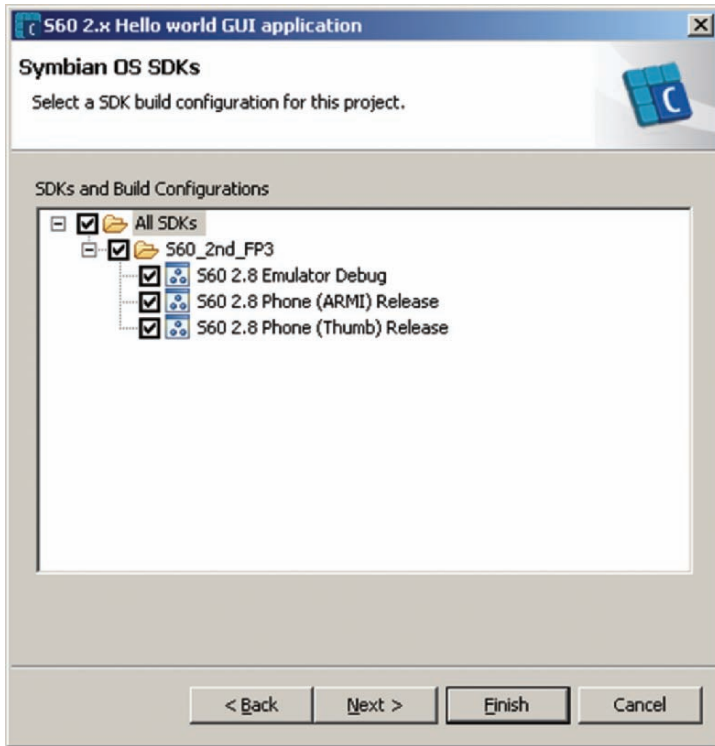 S60 2.x Hello world GUI application
Symbian OS SDKs
Select a SDK build configuration for this project.
C
SDKs and Build Configurations
All SDKs
S60_2nd_FP3
S60 2.8 Emulator Debug
S60 2.8 Phone (ARMI) Release
S60 2.8 Phone (Thumb) Release
< Back Next > Finish Cancel